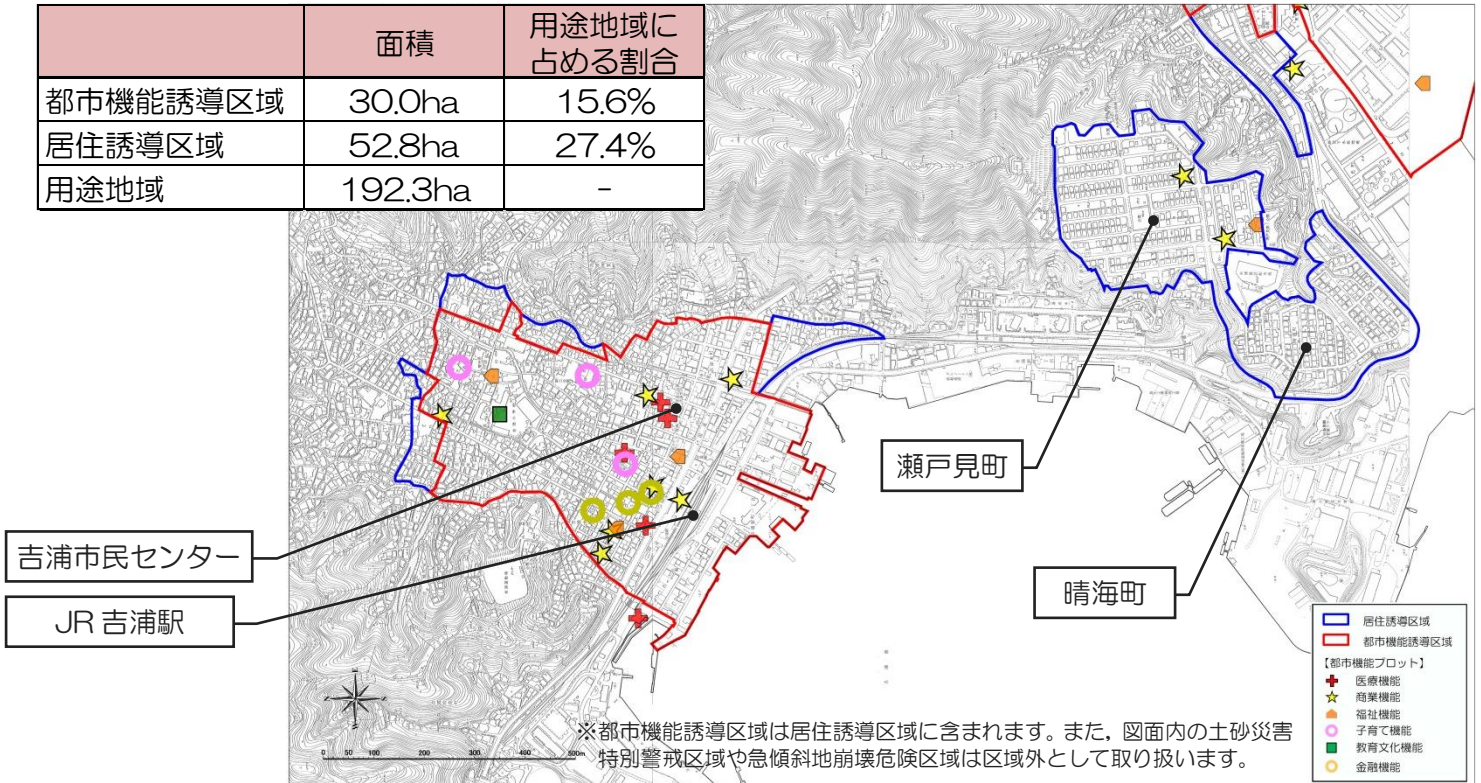 面積
用途地域に
占める割合
都市機能誘導区域 30.0ha 15.6%
居住誘導区域 52.8ha 27.4%
用途地域 192.3ha -
瀬戸見町
吉浦市民センター
晴海町
JR 吉浦駅
居住誘導区域
都市機能誘導区域
【都市機能プロット】
医療機能
商業機能
福祉機能
子育て機能
教育文化機能
金融機能
0 50 100 200 300 400 500m
※都市機能誘導区域は居住誘導区域に含まれます。また，図面内の土砂災害
特別警戒区域や急傾斜地崩壊危険区域は区域外として取り扱います。